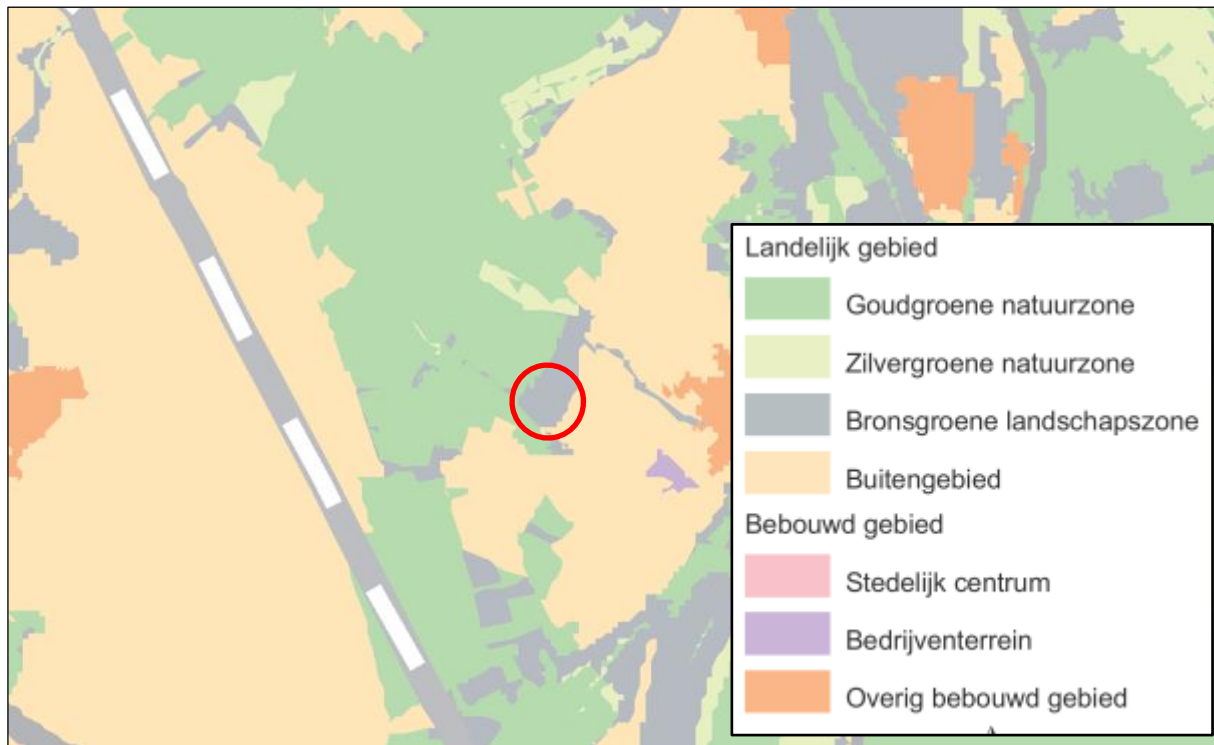 Landelijk gebied
Goudgroene natuurzone
Zilvergroene natuurzone
Bronsgroene landschapszone
Buitengebied
Bebouwd gebied
Stedelijk centrum
Bedrijventerrein
Overig bebouwd gebied